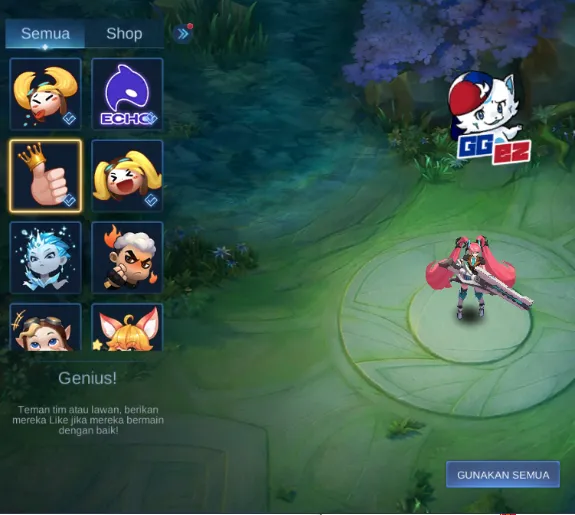 Semua
Shop
ECHO
GG
EZ
Genius!
Teman tim atau lawan, berikan
mereka Like jika mereka bermain
dengan baik!
GUNAKAN SEMUA